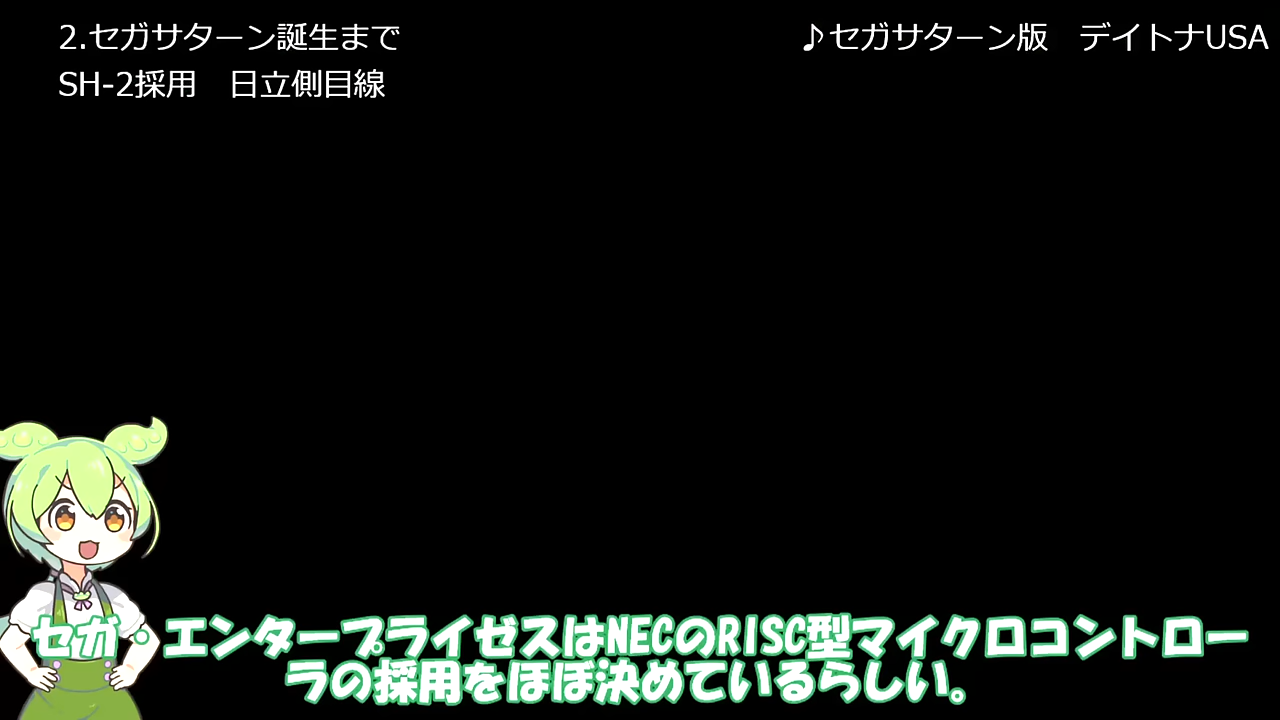 2.セガサターン誕生まで
SH-2採用　日立側目線
♪セガサターン版　デイトナUSA
セガ・エンタープライゼスはNECのRISC型マイクロコントロー
ラの採用をほぼ決めているらしい。